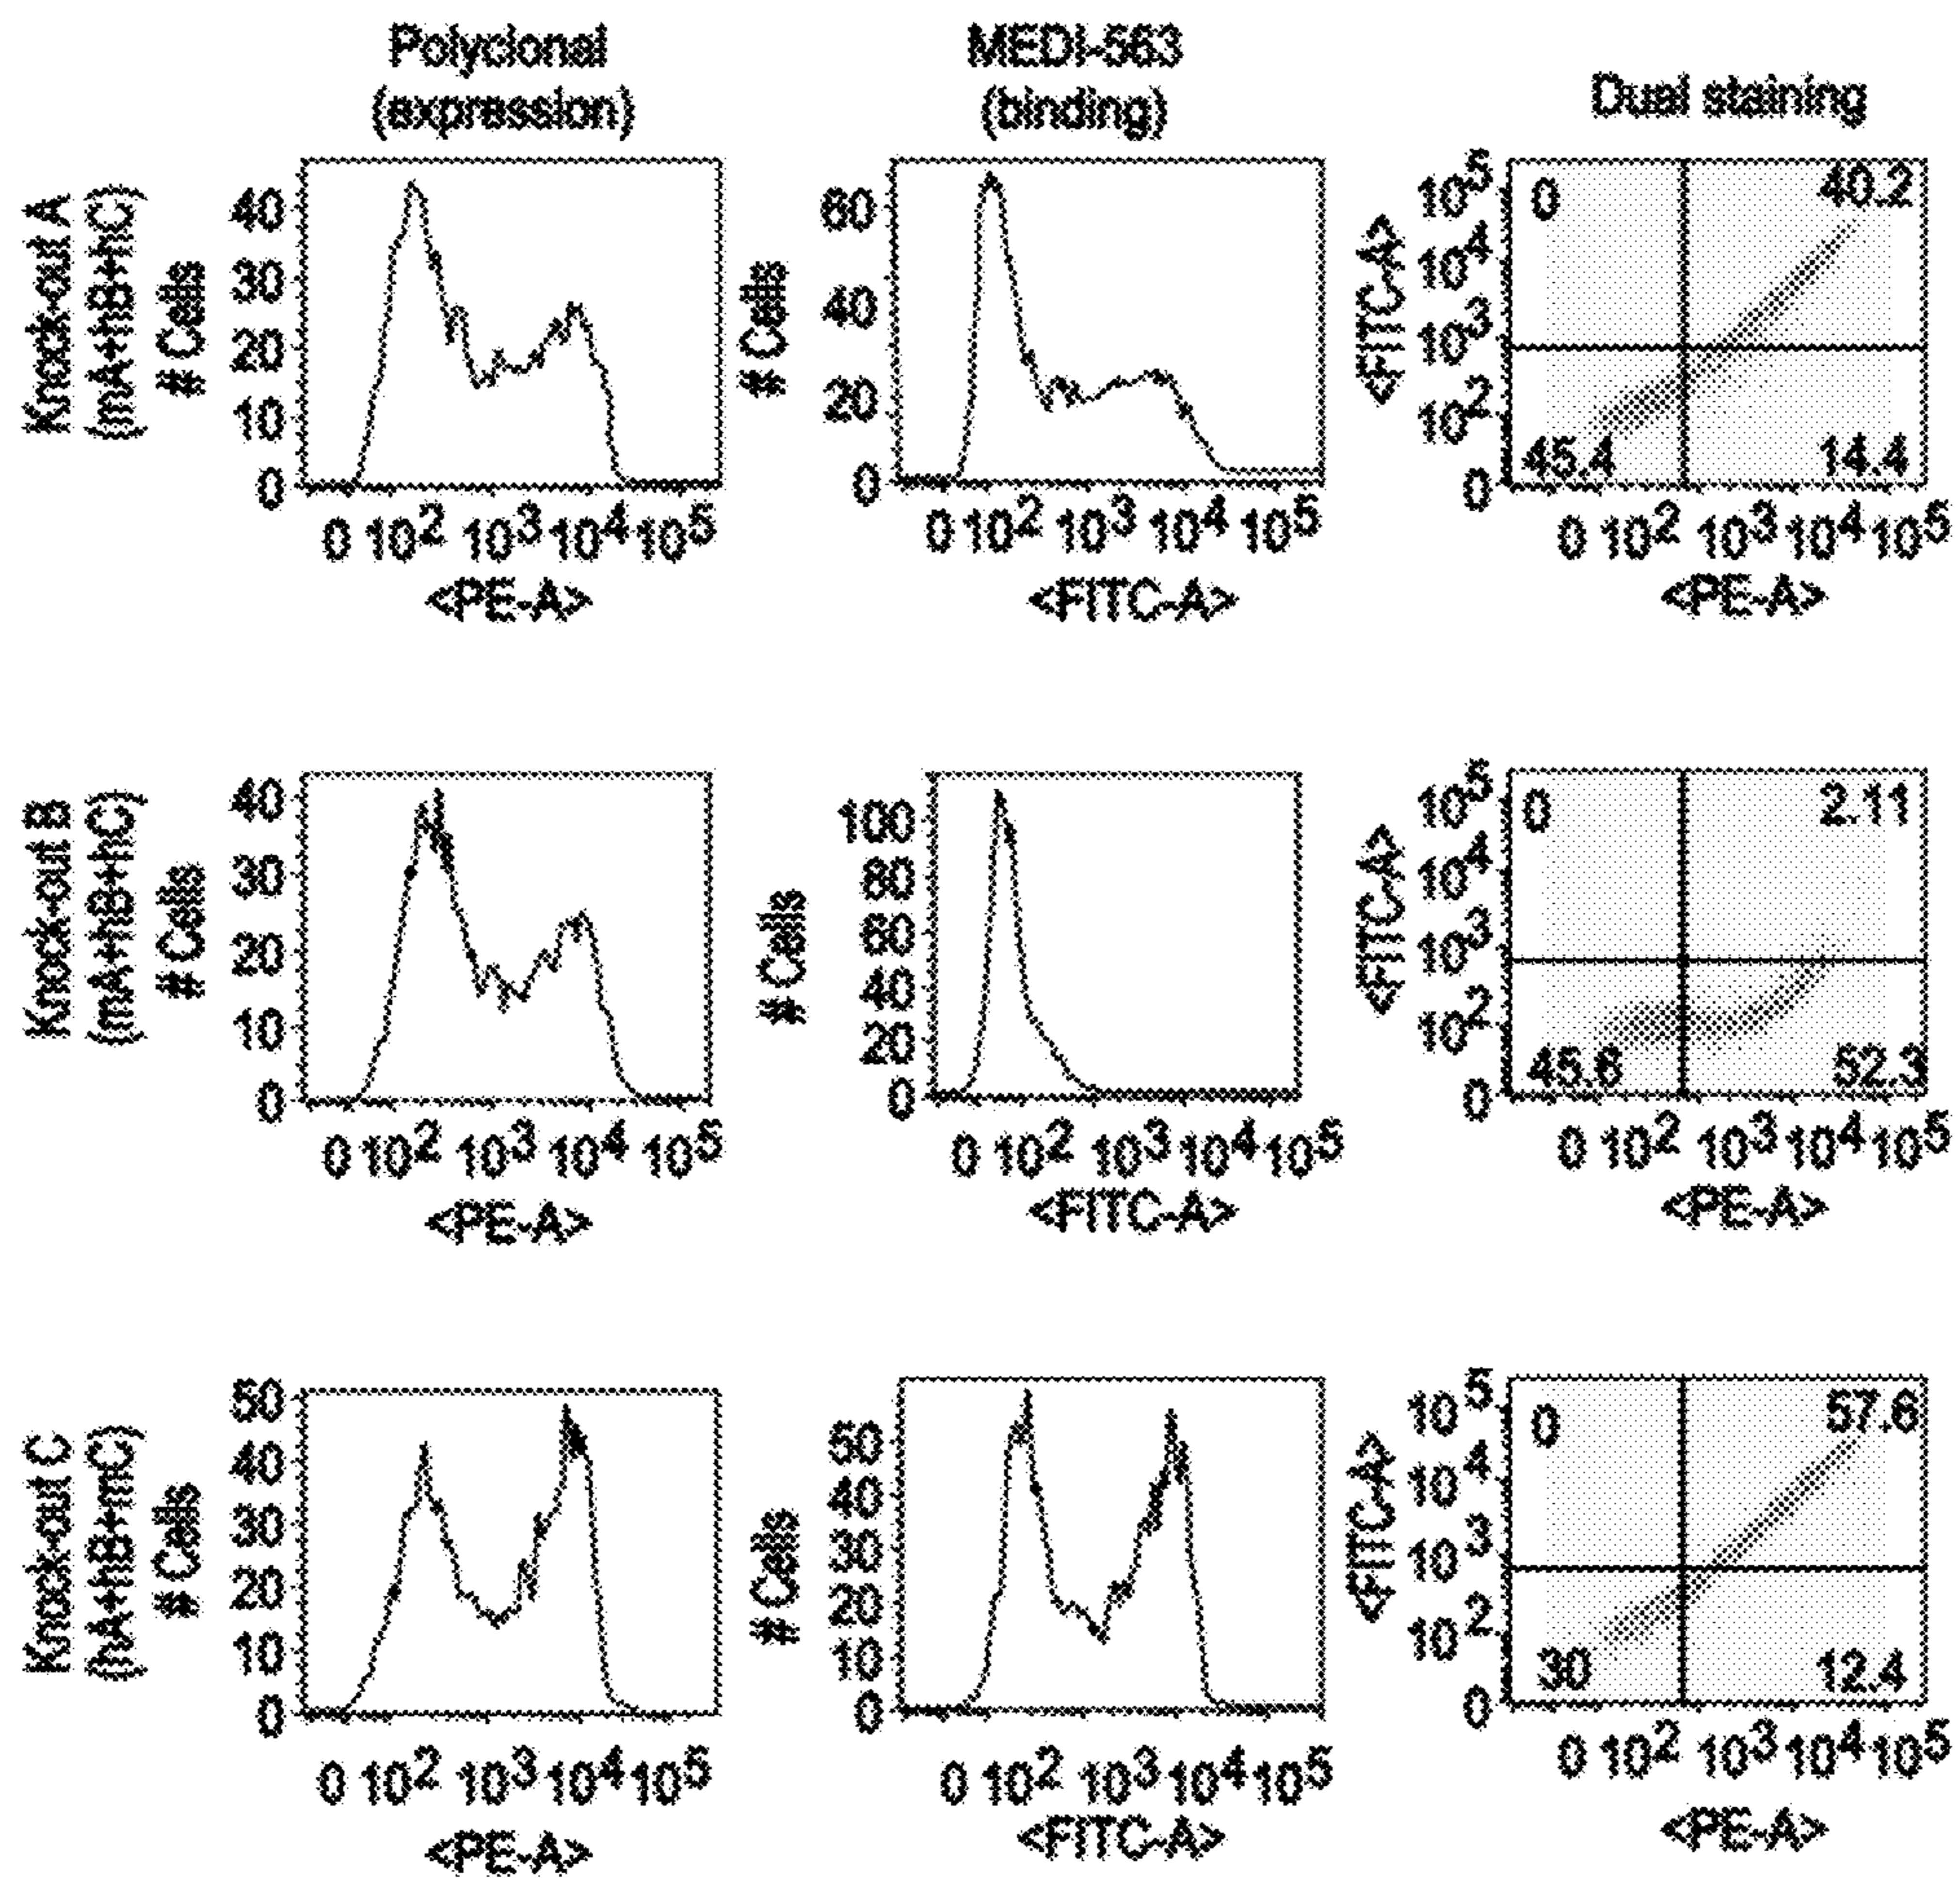 Polyclonal
(expression)
MEDI-563
(binding)
Dual staining
Knock-out A
(mA+hB+hC)
# Cells
40
30
20
10
0
0 10^2 10^3 10^4 10^5
<PE-A>
# Cells
60
40
20
0
0 10^2 10^3 10^4 10^5
<FITC-A>
<FITC-A>
10^5
10^4
10^3
10^2
0
0
40.2
45.4
14.4
0 10^2 10^3 10^4 10^5
<PE-A>
Knock-out B
(mA+hB+hC)
# Cells
40
30
20
10
0
0 10^2 10^3 10^4 10^5
<PE-A>
# Cells
100
80
60
40
20
0
0 10^2 10^3 10^4 10^5
<FITC-A>
<FITC-A>
10^5
10^4
10^3
10^2
0
0
2.11
45.6
52.3
0 10^2 10^3 10^4 10^5
<PE-A>
Knock-out C
(hA+hB+mC)
# Cells
50
40
30
20
10
0
0 10^2 10^3 10^4 10^5
<PE-A>
# Cells
50
40
30
20
10
0
0 10^2 10^3 10^4 10^5
<FITC-A>
<FITC-A>
10^5
10^4
10^3
10^2
0
0
57.6
30
12.4
0 10^2 10^3 10^4 10^5
<PE-A>